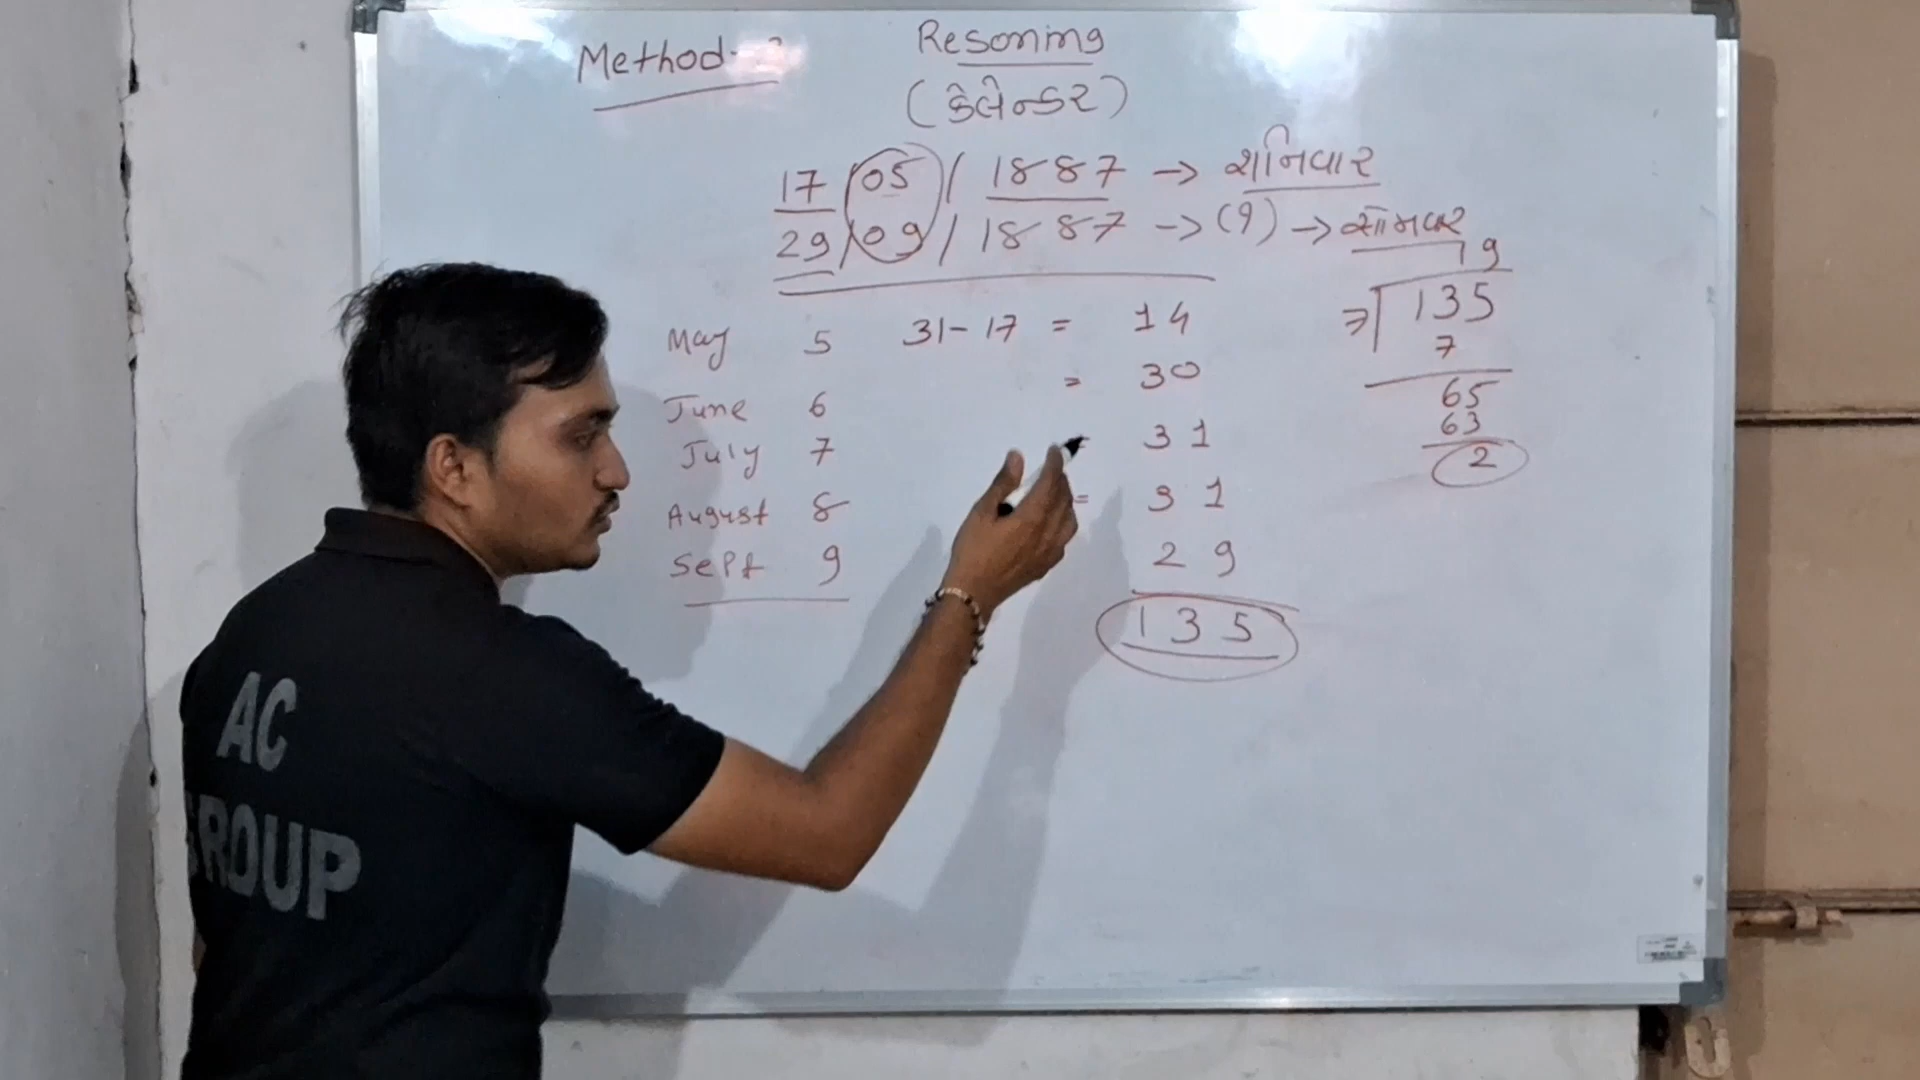 Method-
Resoning
(કેલેન્ડર)
17/05/1887 → શનિવાર
29/09/1887 → (?) → સોમવાર
May 5 31-17 = 14
June 6 = 30
July 7 = 31
August 8 = 31
Sept 9 29
135
19
7 135
7
65
63
2
AC
GROUP